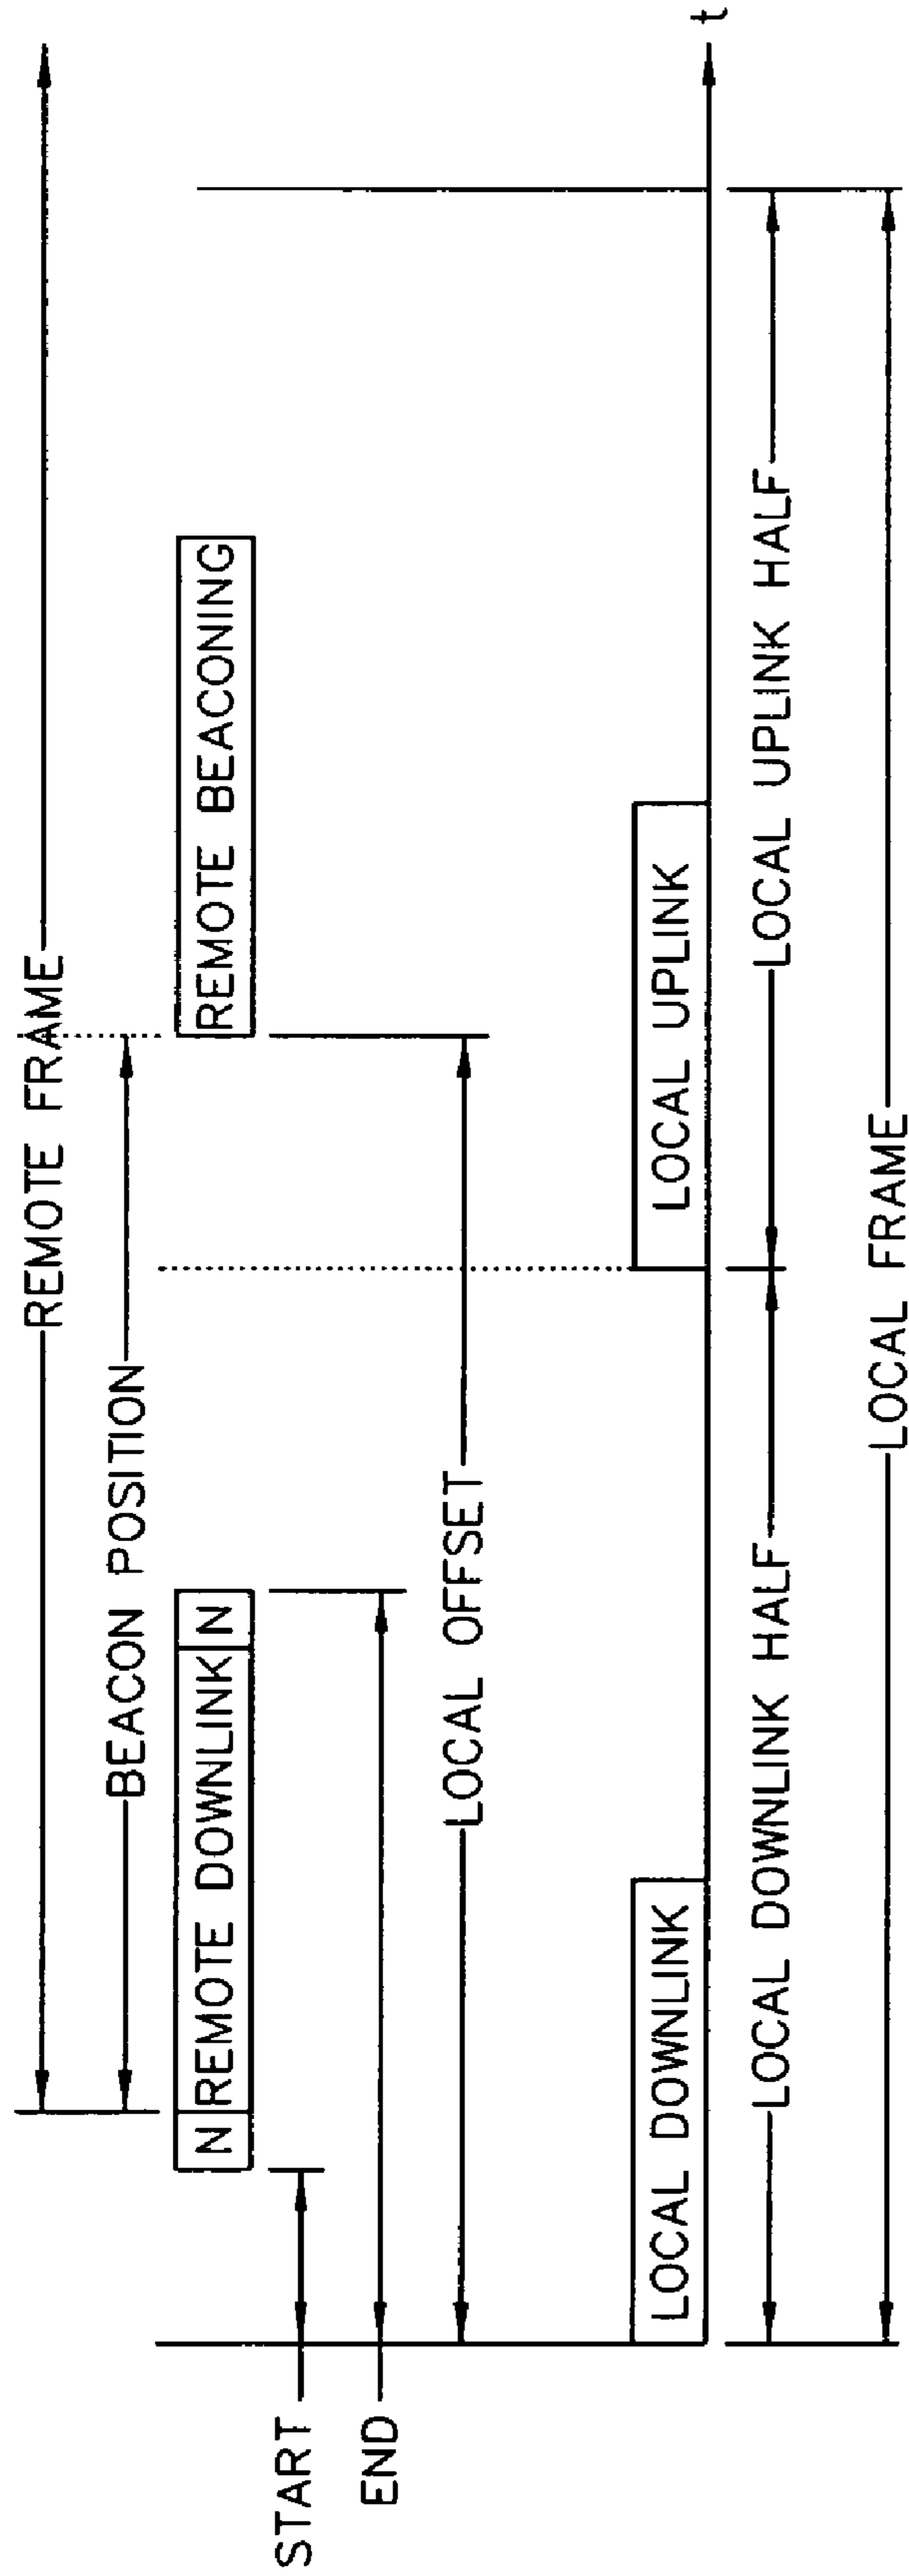 REMOTE FRAME
BEACON POSITION
N REMOTE DOWNLINK N
REMOTE BEACONING
START
END
LOCAL OFFSET
LOCAL DOWNLINK
LOCAL UPLINK
t
LOCAL DOWNLINK HALF
LOCAL UPLINK HALF
LOCAL FRAME